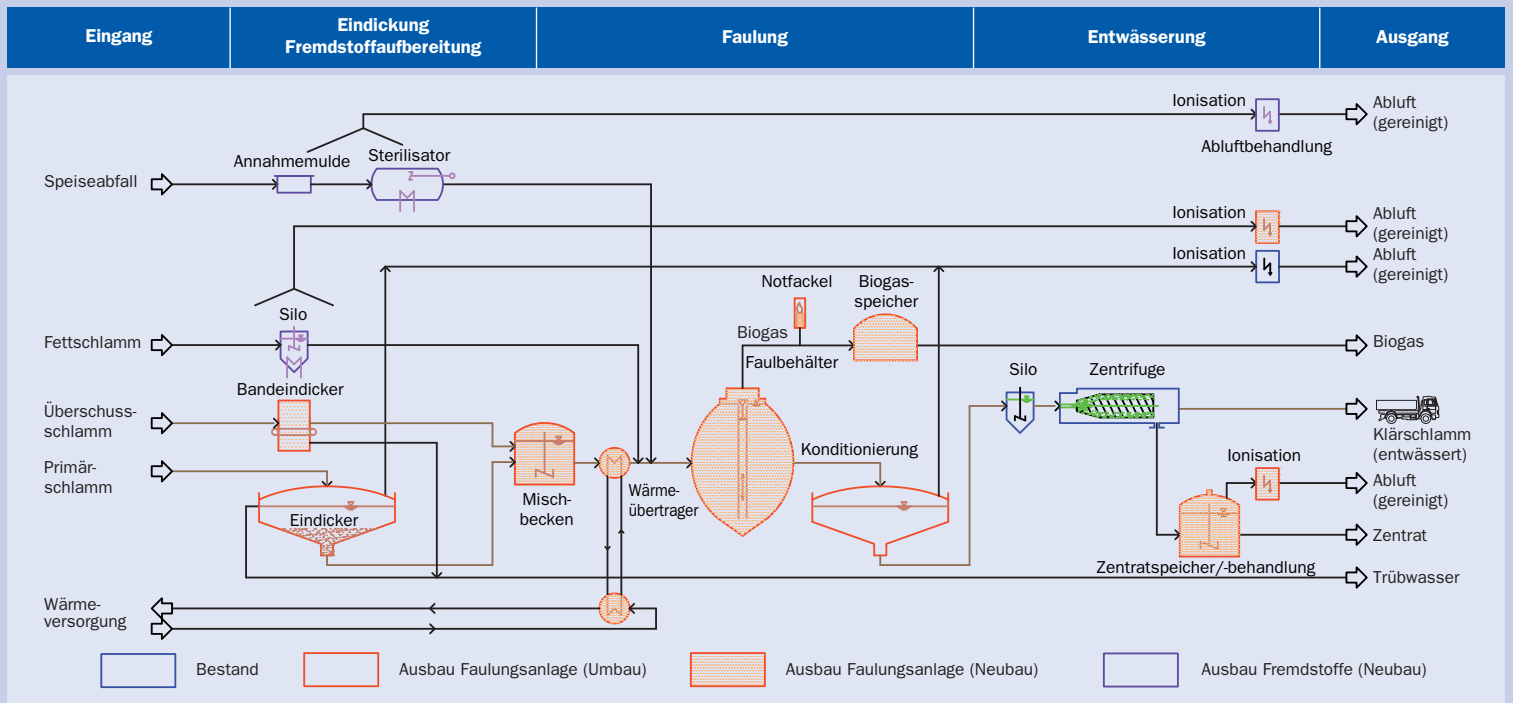 Eingang
Eindickung
Fremdstoffaufbereitung
Faulung
Entwässerung
Ausgang
Ionisation
Abluft
(gereinigt)
Abluftbehandlung
Annahmemulde
Sterilisator
Speiseabfall
Ionisation
Abluft
(gereinigt)
Ionisation
Abluft
(gereinigt)
Notfackel
Biogas-
speicher
Silo
Fettschlamm
Biogas
Biogas
Faulbehälter
Silo
Zentrifuge
Bandeindicker
Überschuss-
schlamm
Klärschlamm
(entwässert)
Primär-
schlamm
Konditionierung
Ionisation
Abluft
(gereinigt)
Misch-
becken
Wärme-
übertrager
Eindicker
Zentrat
Zentratspeicher/-behandlung
Trübwasser
Wärme-
versorgung
Bestand
Ausbau Faulungsanlage (Umbau)
Ausbau Faulungsanlage (Neubau)
Ausbau Fremdstoffe (Neubau)